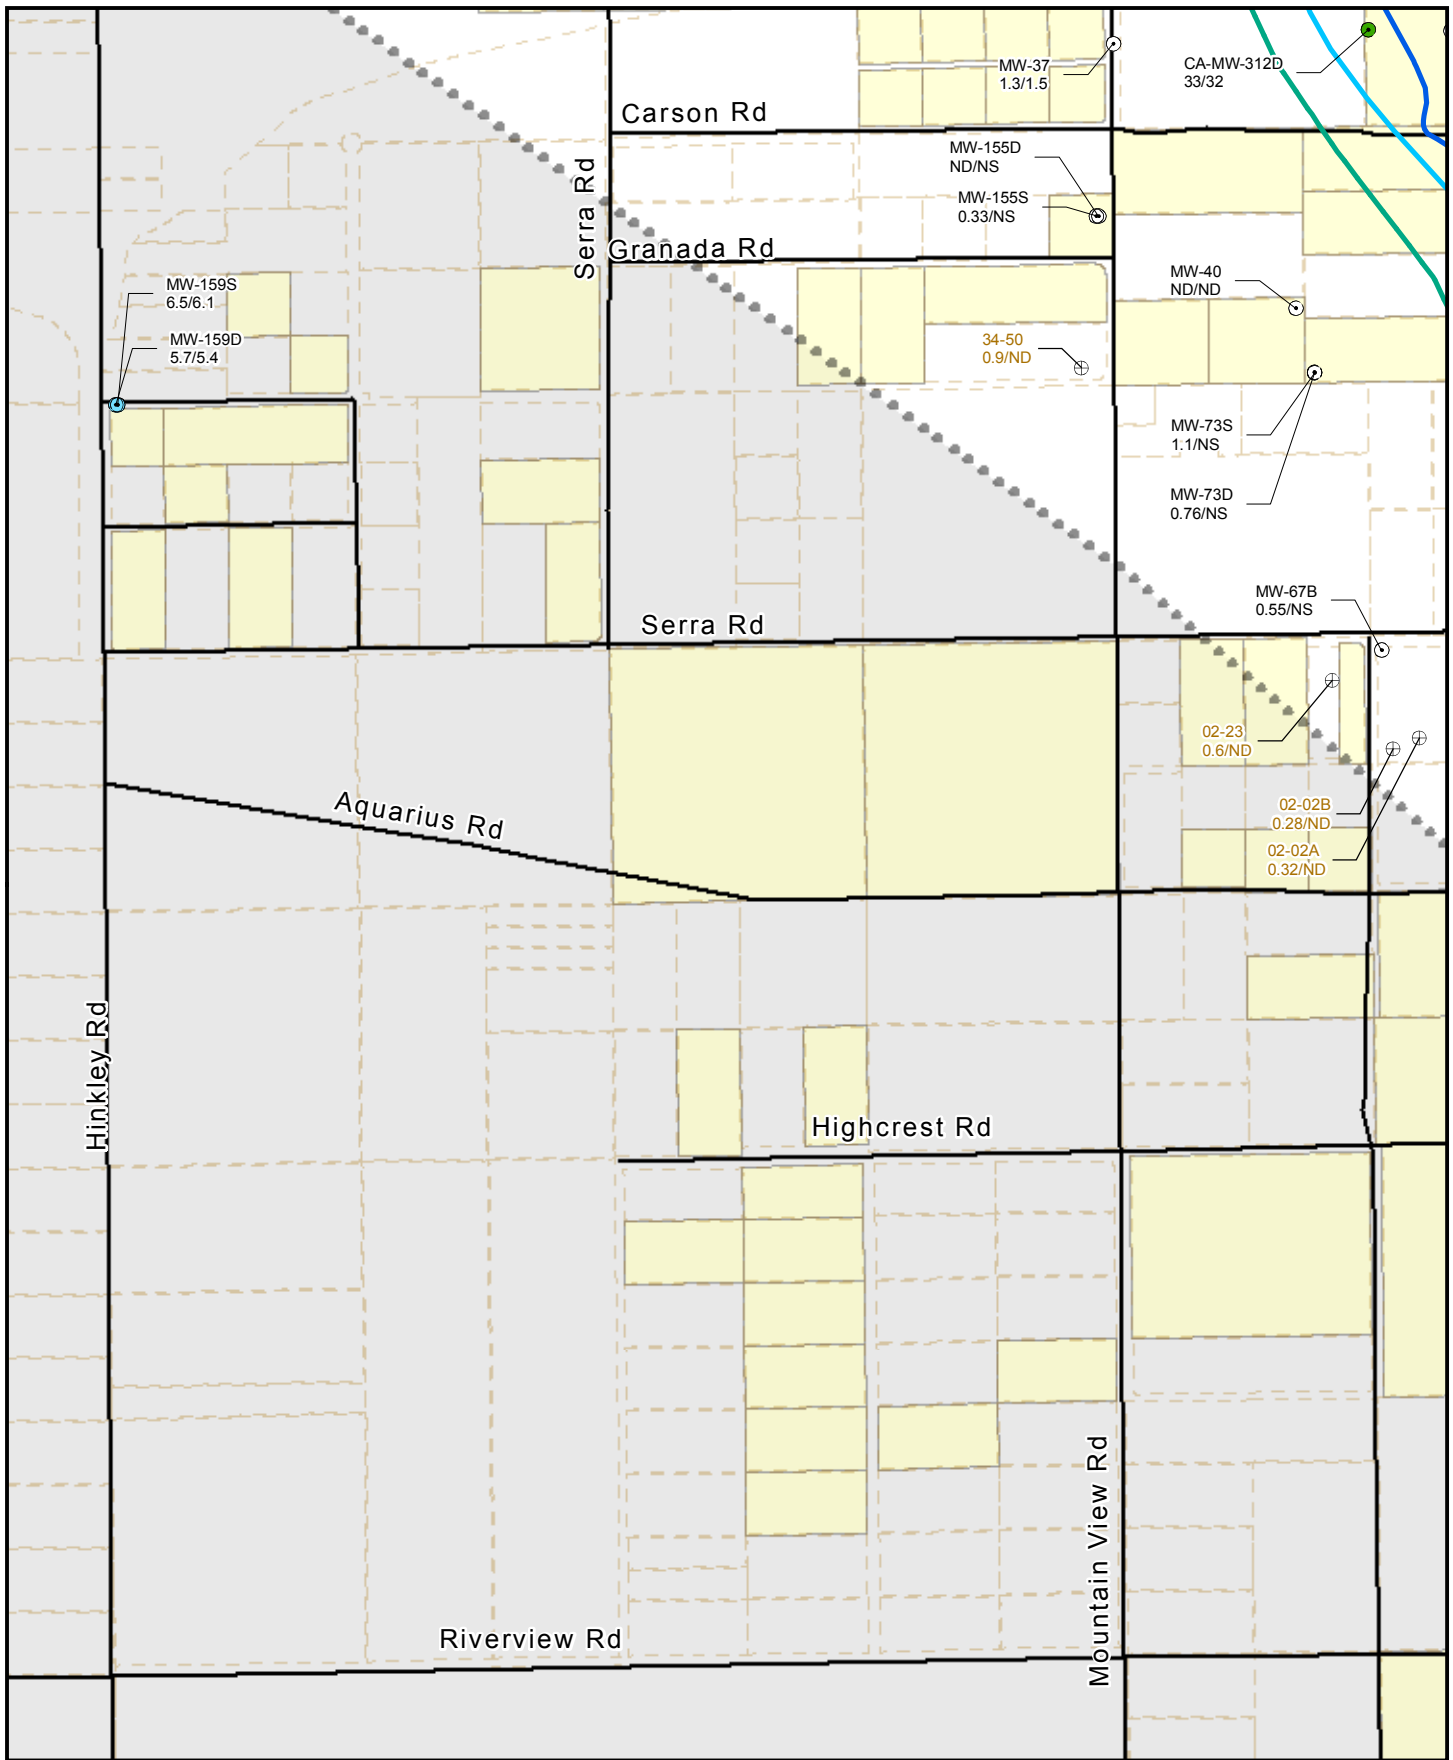 MW-37
1.3/1.5
CA-MW-312D
33/32
Carson Rd
MW-155D
ND/NS
Serra Rd
MW-155S
0.33/NS
Granada Rd
MW-159S
6.5/6.1
MW-40
ND/ND
MW-159D
5.7/5.4
34-50
0.9/ND
MW-73S
1.1/NS
MW-73D
0.76/NS
MW-67B
0.55/NS
Serra Rd
02-23
0.6/ND
Aquarius Rd
02-02B
0.28/ND
02-02A
0.32/ND
Hinkley Rd
Highcrest Rd
Mountain View Rd
Riverview Rd